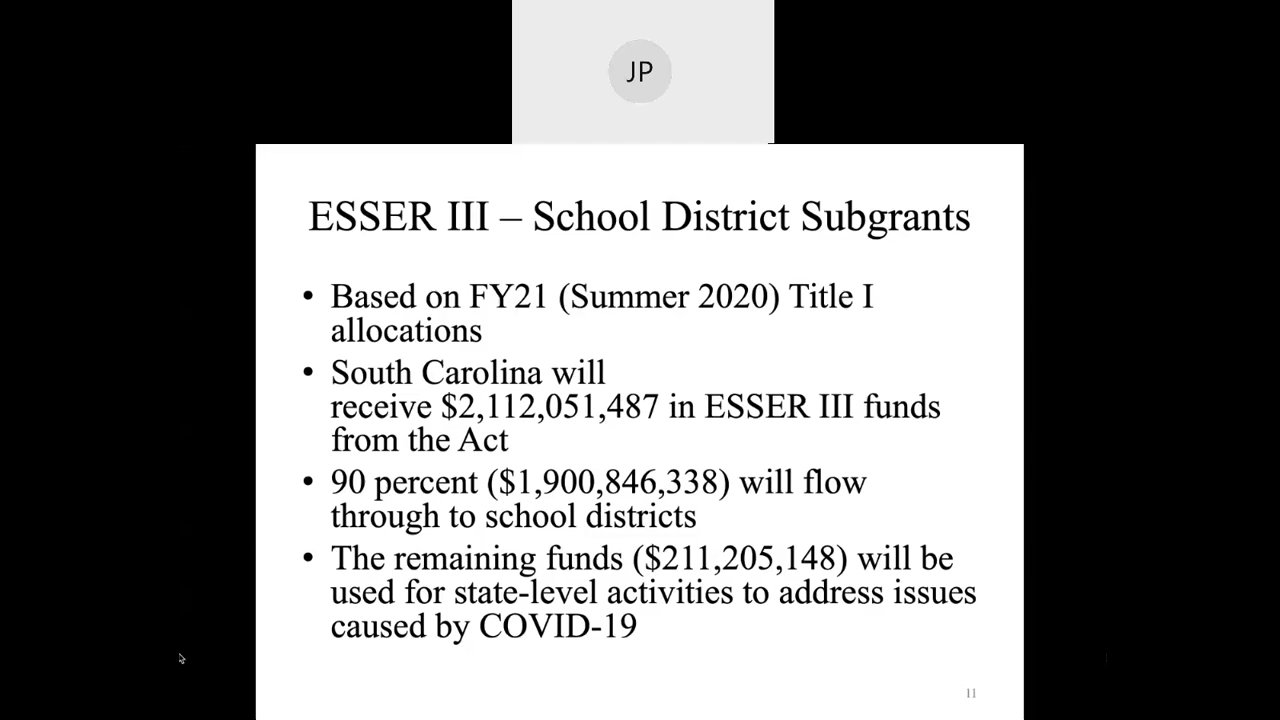 JP
ESSER III – School District Subgrants
• Based on FY21 (Summer 2020) Title I
allocations
• South Carolina will
receive $2,112,051,487 in ESSER III funds
from the Act
• 90 percent ($1,900,846,338) will flow
through to school districts
• The remaining funds ($211,205,148) will be
used for state-level activities to address issues
caused by COVID-19
11